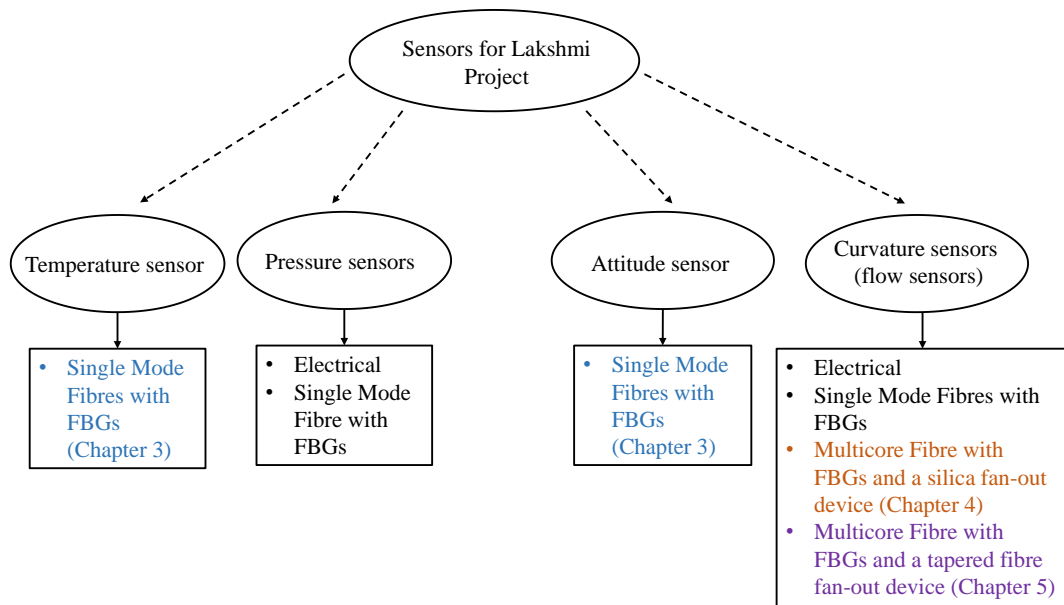 Sensors for Lakshmi
Project
Temperature sensor
Pressure sensors
Attitude sensor
Curvature sensors
(flow sensors)
• Single Mode
Fibres with
FBGs
(Chapter 3)
• Electrical
• Single Mode
Fibre with
FBGs
• Single Mode
Fibres with
FBGs
(Chapter 3)
• Electrical
• Single Mode Fibres with
FBGs
• Multicore Fibre with
FBGs and a silica fan-out
device (Chapter 4)
• Multicore Fibre with
FBGs and a tapered fibre
fan-out device (Chapter 5)